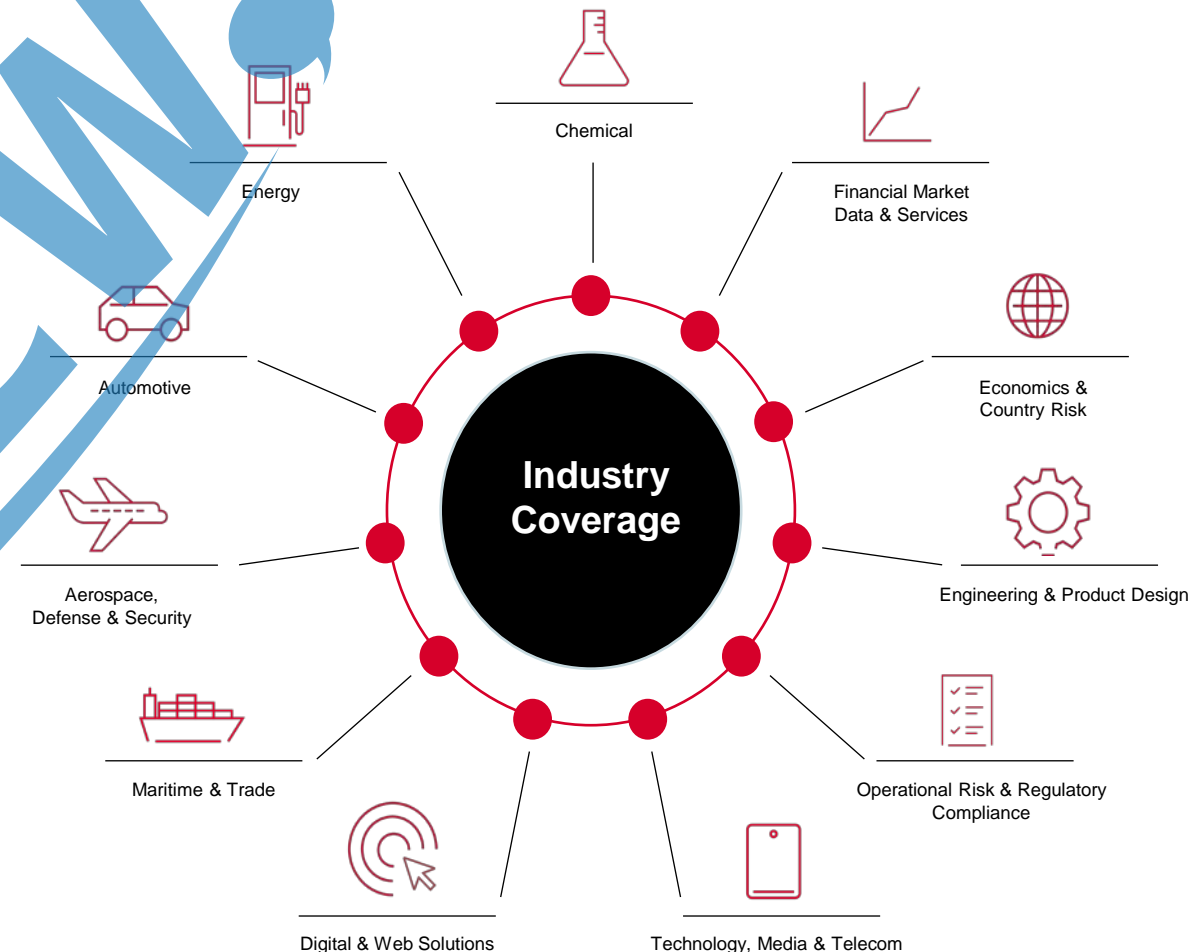 Chemical
Energy
Financial Market
Data & Services
Automotive
Economics &
Country Risk
Industry
Coverage
Aerospace,
Defense & Security
Engineering & Product Design
Maritime & Trade
Operational Risk & Regulatory
Compliance
Digital & Web Solutions
Technology, Media & Telecom